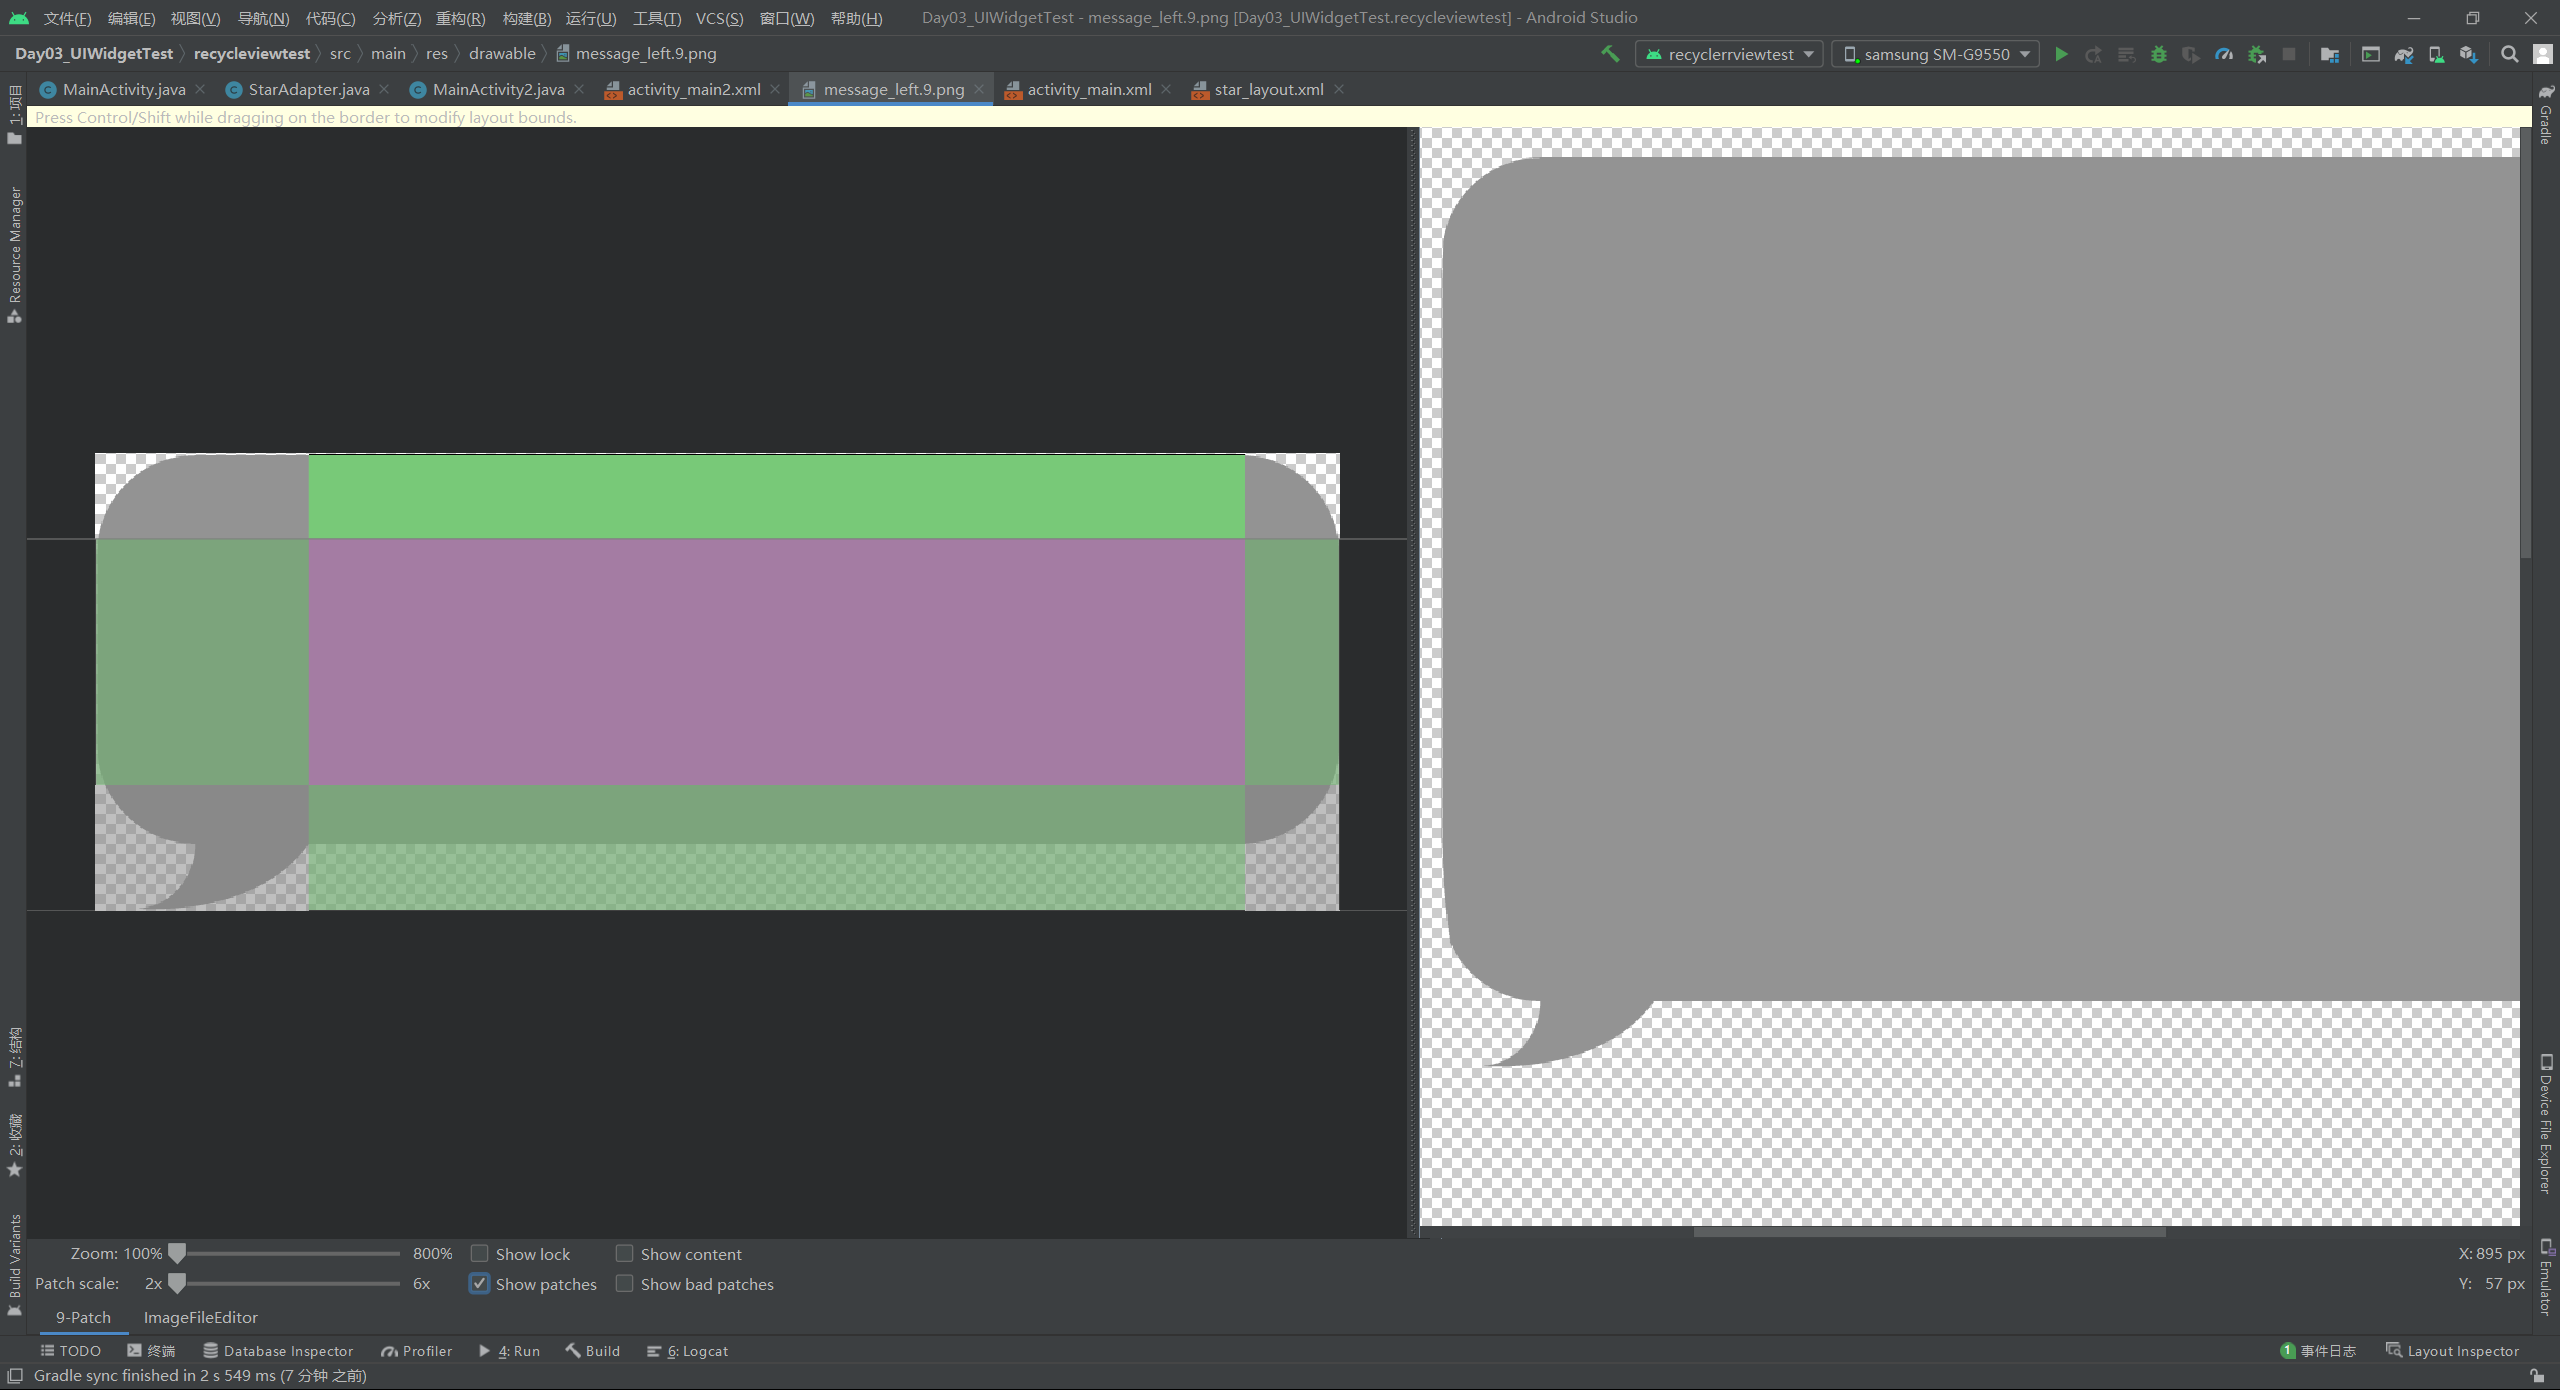 文件(F) 编辑(E) 视图(V) 导航(N) 代码(C) 分析(Z) 重构(R) 构建(B) 运行(U) 工具(T) VCS(S) 窗口(W) 帮助(H) Day03_UIWidgetTest - message_left.9.png [Day03_UIWidgetTest.recycleviewtest] - Android Studio
Day03_UIWidgetTest recycleviewtest src main res drawable message_left.9.png recyclerrviewtest samsung SM-G9550
MainActivity.java StarAdapter.java MainActivity2.java activity_main2.xml message_left.9.png activity_main.xml star_layout.xml
Press Control/Shift while dragging on the border to modify layout bounds.
1: 项目
Resource Manager
7: 结构
2: 收藏
Build Variants
Gradle
Device File Explorer
Emulator
Zoom: 100% 800% Show lock Show content X: 895 px
Patch scale: 2x 6x Show patches Show bad patches Y: 57 px
9-Patch ImageFileEditor
TODO 终端 Database Inspector Profiler 4: Run Build 6: Logcat 1 事件日志 Layout Inspector
Gradle sync finished in 2 s 549 ms (7 分钟 之前)